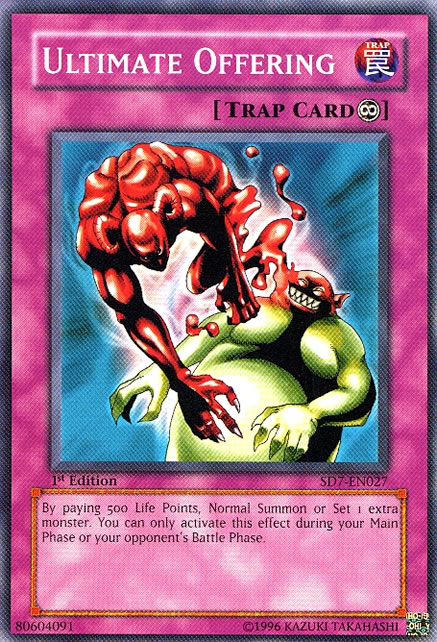 ULTIMATE OFFERING
TRAP
罠
[TRAP CARD]
1st Edition
SD7-EN027
By paying 500 Life Points, Normal Summon or Set 1 extra
monster. You can only activate this effect during your Main
Phase or your opponent's Battle Phase.
80604091
©1996 KAZUKI TAKAHASHI